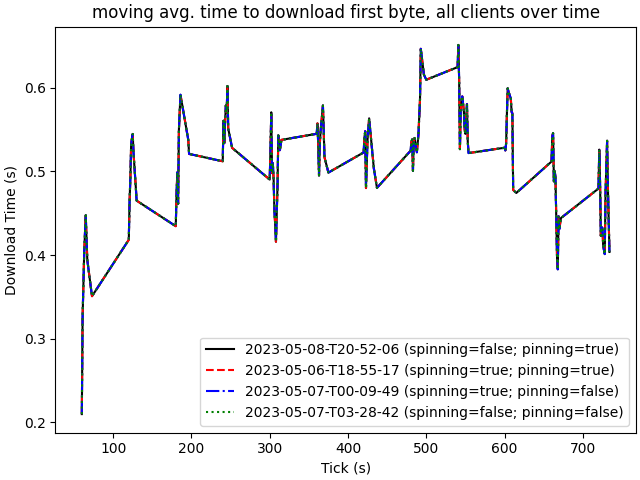 moving avg. time to download first byte, all clients over time
0.6
0.5
0.4
0.3
0.2
Download Time (s)
2023-05-08-T20-52-06 (spinning=false; pinning=true)
2023-05-06-T18-55-17 (spinning=true; pinning=true)
2023-05-07-T00-09-49 (spinning=true; pinning=false)
2023-05-07-T03-28-42 (spinning=false; pinning=false)
100 200 300 400 500 600 700
Tick (s)